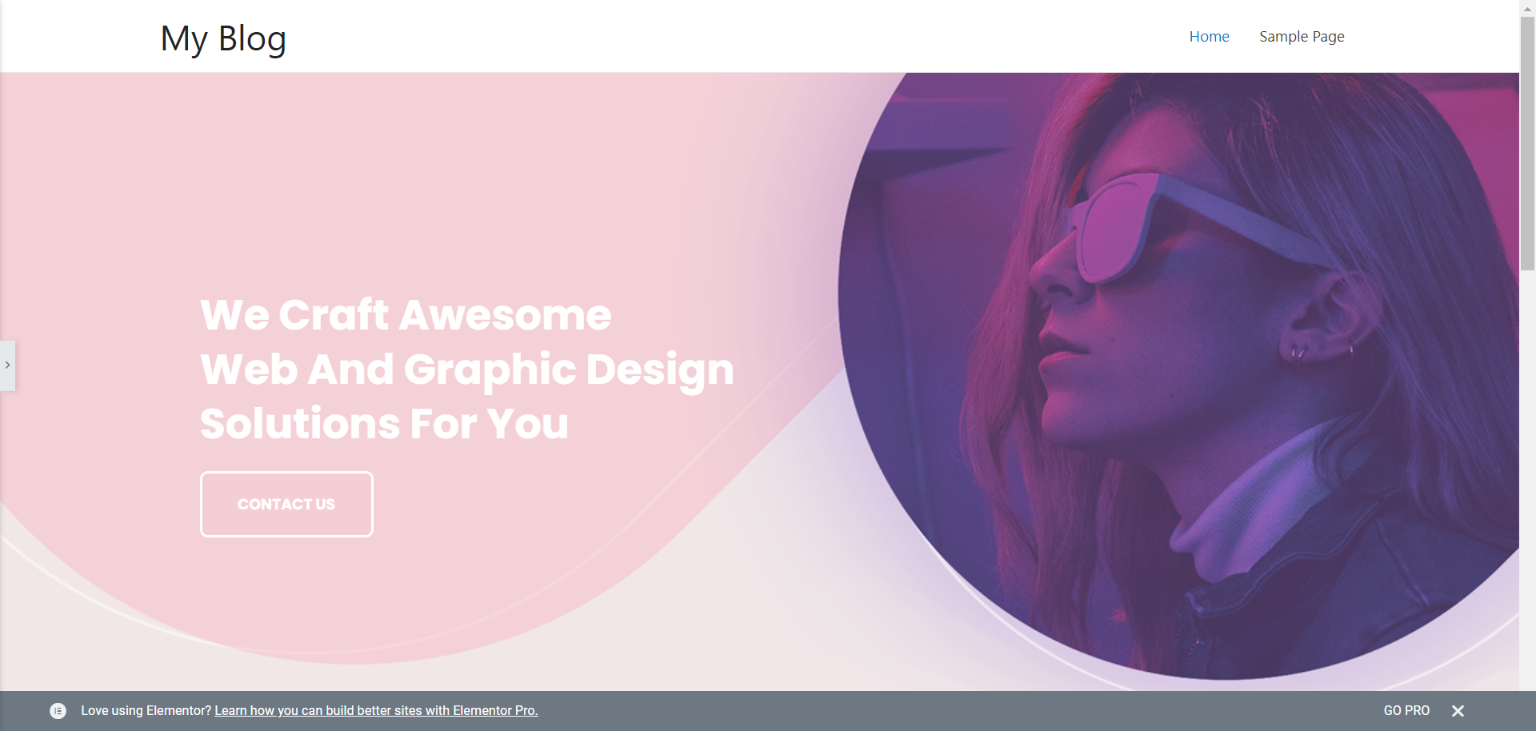 My Blog
Home
Sample Page
We Craft Awesome
Web And Graphic Design
Solutions For You
CONTACT US
Love using Elementor? Learn how you can build better sites with Elementor Pro.
GO PRO